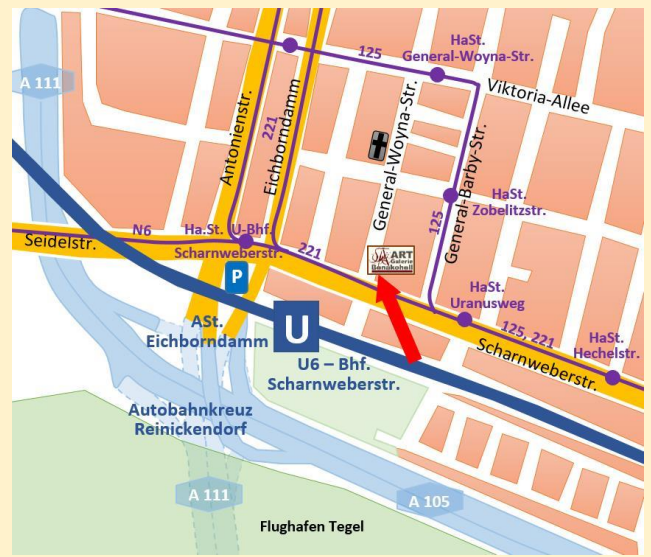 125
HaSt.
General-Woyna-Str.
A 111
Viktoria-Allee
Antonienstr.
221
Eichborndamm
General-Woyna-Str.
General-Barby-Str.
HaSt.
Zobelitzstr.
125
N6
Seidelstr.
Ha.St. U-Bhf.
Scharnweberstr.
221
ART
Galerie
Benakohell
HaSt.
Uranusweg
P
125, 221
HaSt.
Hechelstr.
Scharnweberstr.
ASt.
Eichborndamm
U
U6 – Bhf.
Scharnweberstr.
Autobahnkreuz
Reinickendorf
A 111
A 105
Flughafen Tegel